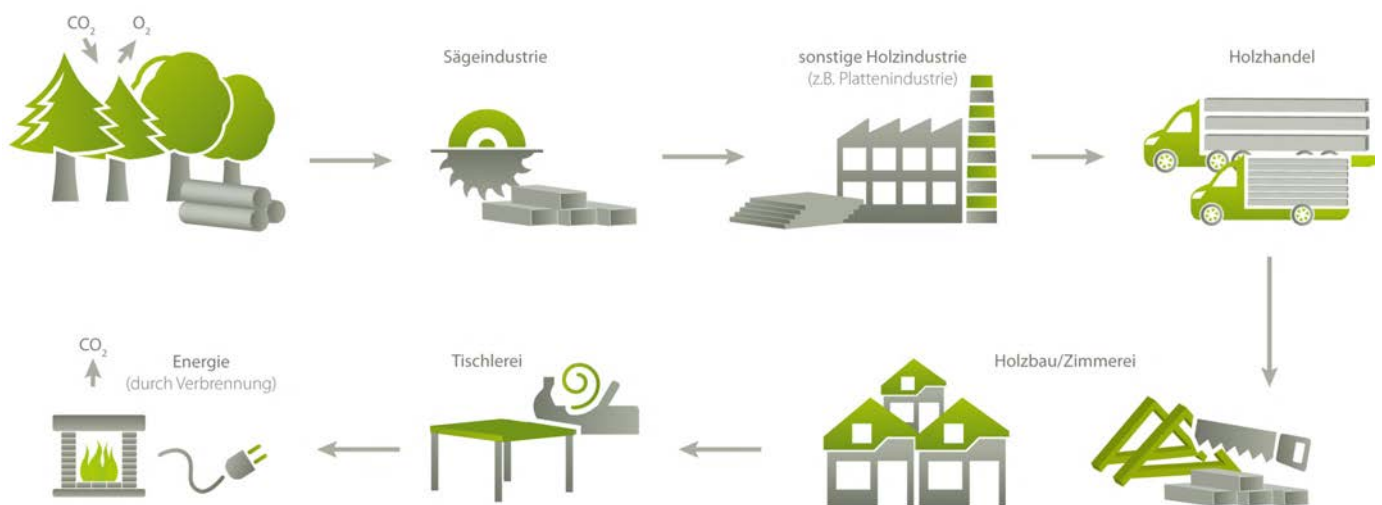 CO₂
O₂
Sägeindustrie
sonstige Holzindustrie
(z.B. Plattenindustrie)
Holzhandel
CO₂
Energie
(durch Verbrennung)
Tischlerei
Holzbau/Zimmerei